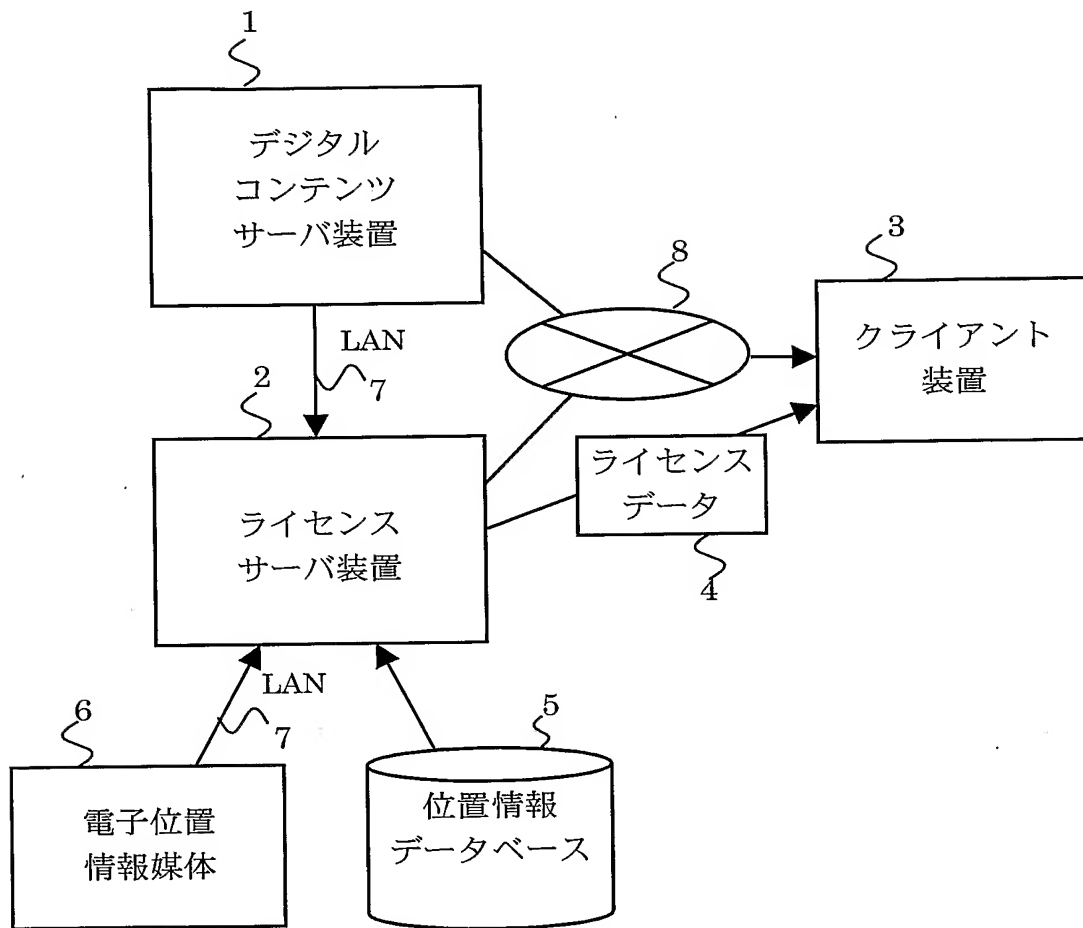 1
デジタル
コンテンツ
サーバ装置
8
3
クライアント
装置
LAN
7
2
ライセンス
サーバ装置
ライセンス
データ
4
LAN
7
6
電子位置
情報媒体
5
位置情報
データベース